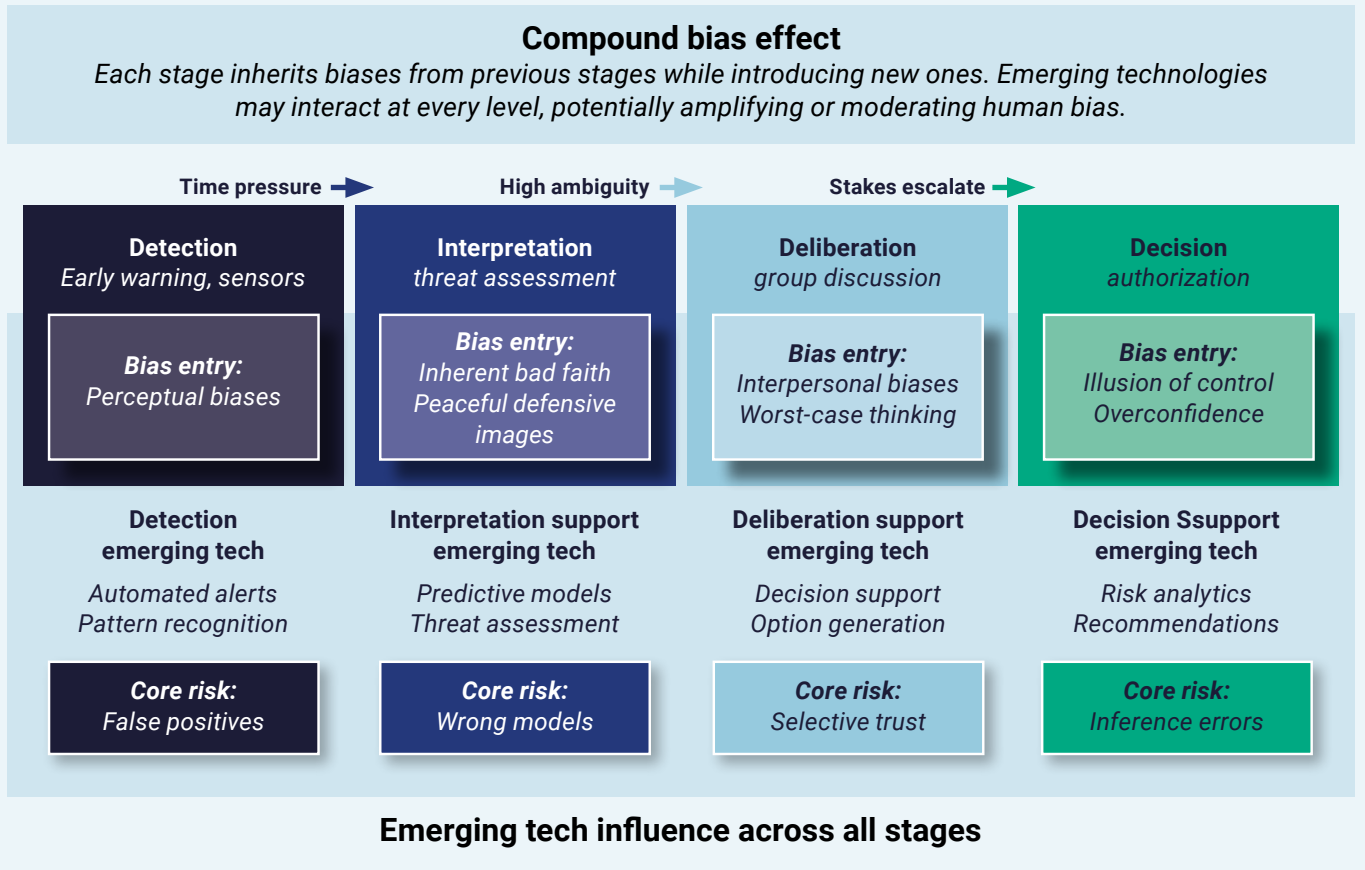 Compound bias effect
Each stage inherits biases from previous stages while introducing new ones. Emerging technologies
may interact at every level, potentially amplifying or moderating human bias.
Time pressure
High ambiguity
Stakes escalate
Detection
Early warning, sensors
Bias entry:
Perceptual biases
Interpretation
threat assessment
Bias entry:
Inherent bad faith
Peaceful defensive
images
Deliberation
group discussion
Bias entry:
Interpersonal biases
Worst-case thinking
Decision
authorization
Bias entry:
Illusion of control
Overconfidence
Detection
emerging tech
Automated alerts
Pattern recognition
Core risk:
False positives
Interpretation support
emerging tech
Predictive models
Threat assessment
Core risk:
Wrong models
Deliberation support
emerging tech
Decision support
Option generation
Core risk:
Selective trust
Decision Ssupport
emerging tech
Risk analytics
Recommendations
Core risk:
Inference errors
Emerging tech influence across all stages